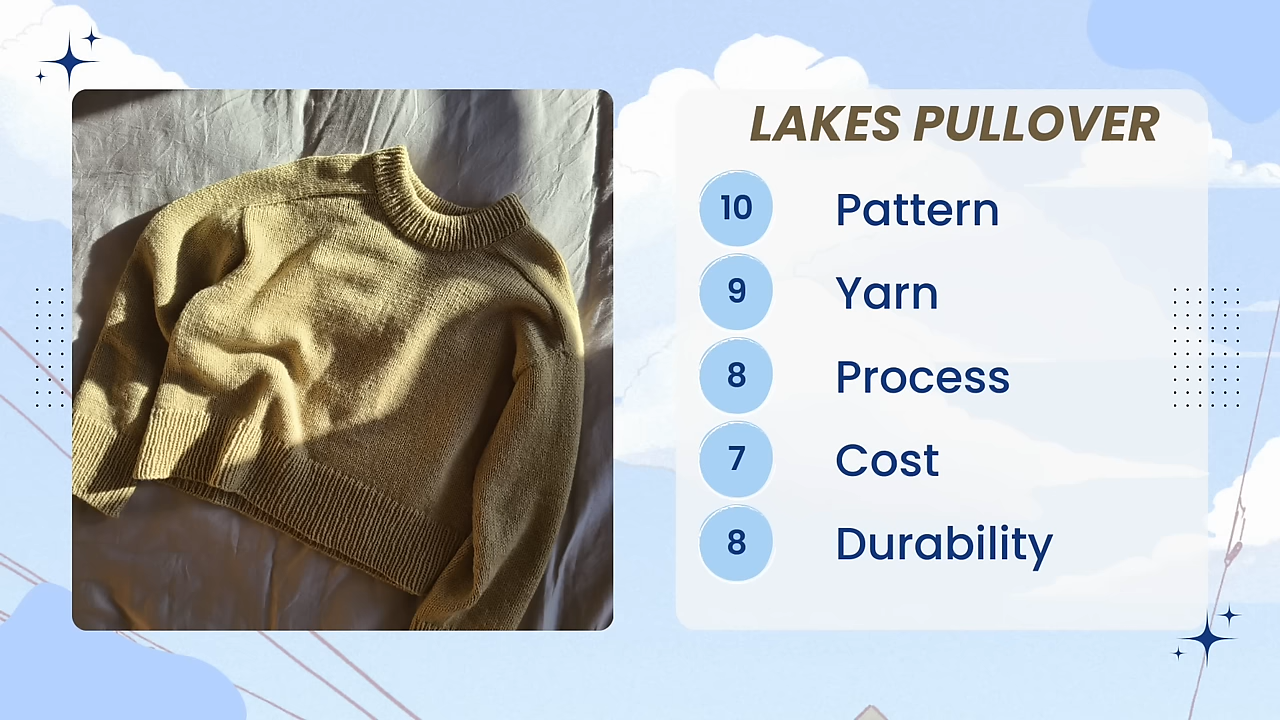 LAKES PULLOVER
10 Pattern
9 Yarn
8 Process
7 Cost
8 Durability